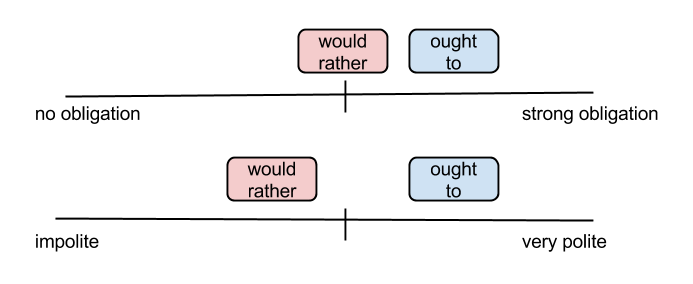 would
rather
ought
to
no obligation
strong obligation
would
rather
ought
to
impolite
very polite